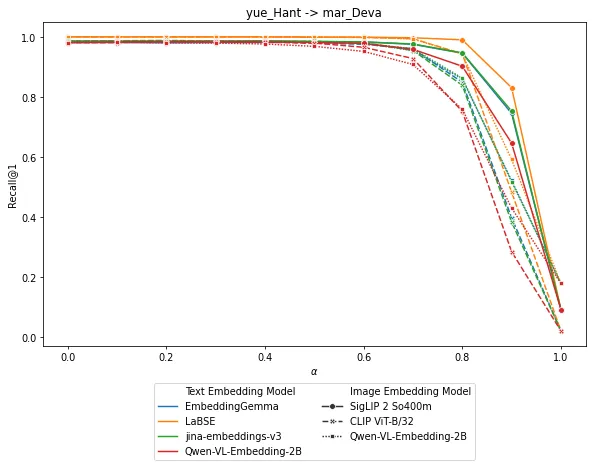 yue_Hant -> mar_Deva
Recall@1
1.0
0.8
0.6
0.4
0.2
0.0
0.0 0.2 0.4 0.6 0.8 1.0
α
Text Embedding Model
EmbeddingGemma
LaBSE
jina-embeddings-v3
Qwen-VL-Embedding-2B
Image Embedding Model
SigLIP 2 So400m
CLIP ViT-B/32
Qwen-VL-Embedding-2B